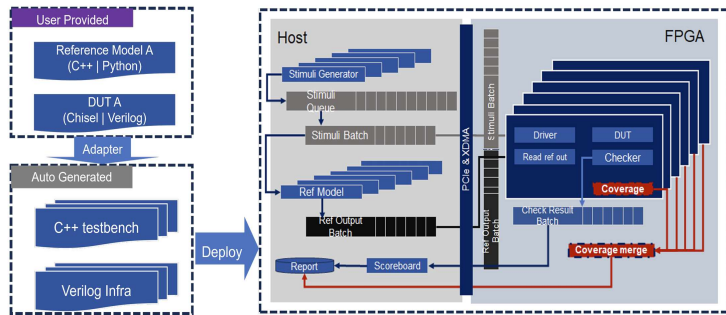 User Provided
Reference Model A
(C++ | Python)
DUT A
(Chisel | Verilog)
Adapter
Auto Generated
C++ testbench
Verilog Infra
Deploy
Host
Stimuli Generator
Stimuli
Queue
Stimuli Batch
Ref Model
Ref Output
Batch
Report
Scoreboard
PCIe & XDMA
FPGA
Stimuli Batch
Ref Output
Batch
Driver
DUT
Read ref out
Checker
Coverage
Check Result
Batch
Coverage merge